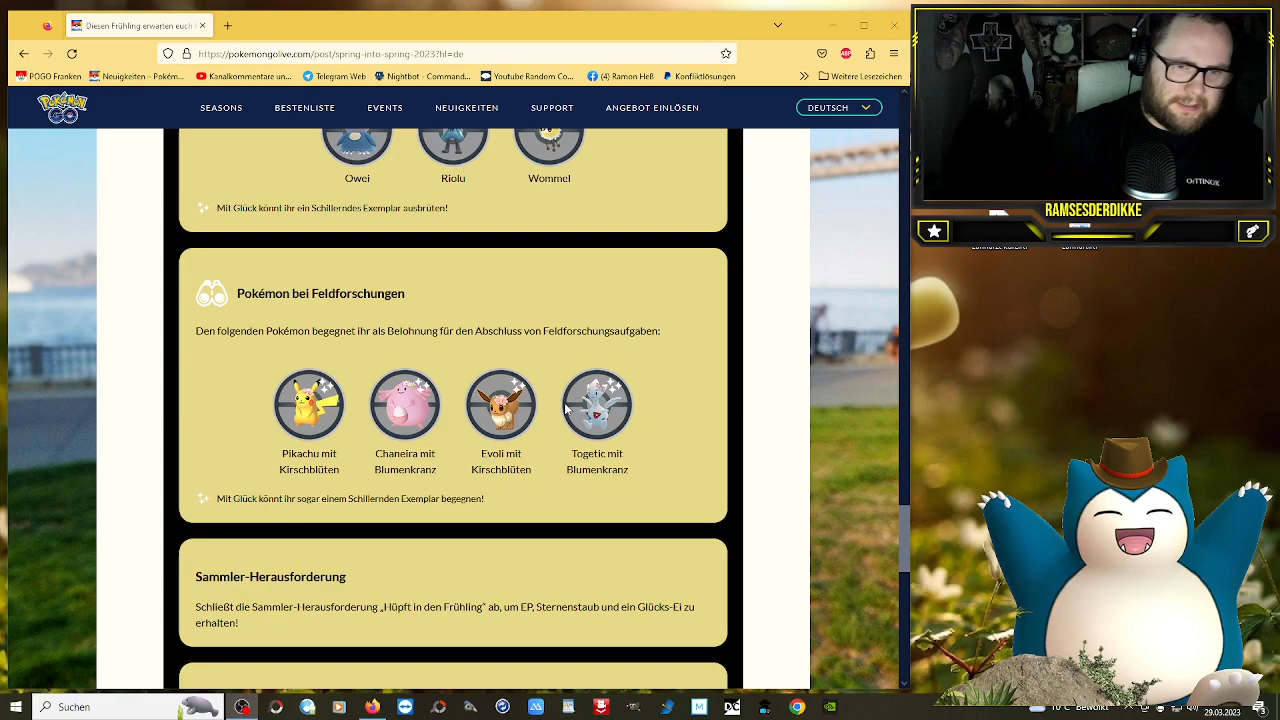 Diesen Frühling erwarten euch
https://pokemongolive.com/post/spring-into-spring-2023?hl=de
POGO Franken
Neuigkeiten – Pokém...
Kanalkommentare un...
Telegram Web
Nightbot - Command...
Youtube Random Co...
(4) Ramon Heß
Konfliktlösungen
Weitere Lesezeichen
POKÉMON GO
SEASONS
BESTENLISTE
EVENTS
NEUIGKEITEN
SUPPORT
ANGEBOT EINLÖSEN
DEUTSCH
Owei
Riolu
Wommel
Mit Glück könnt ihr ein Schillerndes Exemplar ausbrüten!
Pokémon bei Feldforschungen
Den folgenden Pokémon begegnet ihr als Belohnung für den Abschluss von Feldforschungsaufgaben:
Pikachu mit
Kirschblüten
Chaneira mit
Blumenkranz
Evoli mit
Kirschblüten
Togetic mit
Blumenkranz
Mit Glück könnt ihr sogar einem Schillernden Exemplar begegnen!
Sammler-Herausforderung
Schließt die Sammler-Herausforderung „Hüpft in den Frühling“ ab, um EP, Sternenstaub und ein Glücks-Ei zu
erhalten!
OeTTINGER
RAMSESDERDIKKE
Suchen
29.03.2023